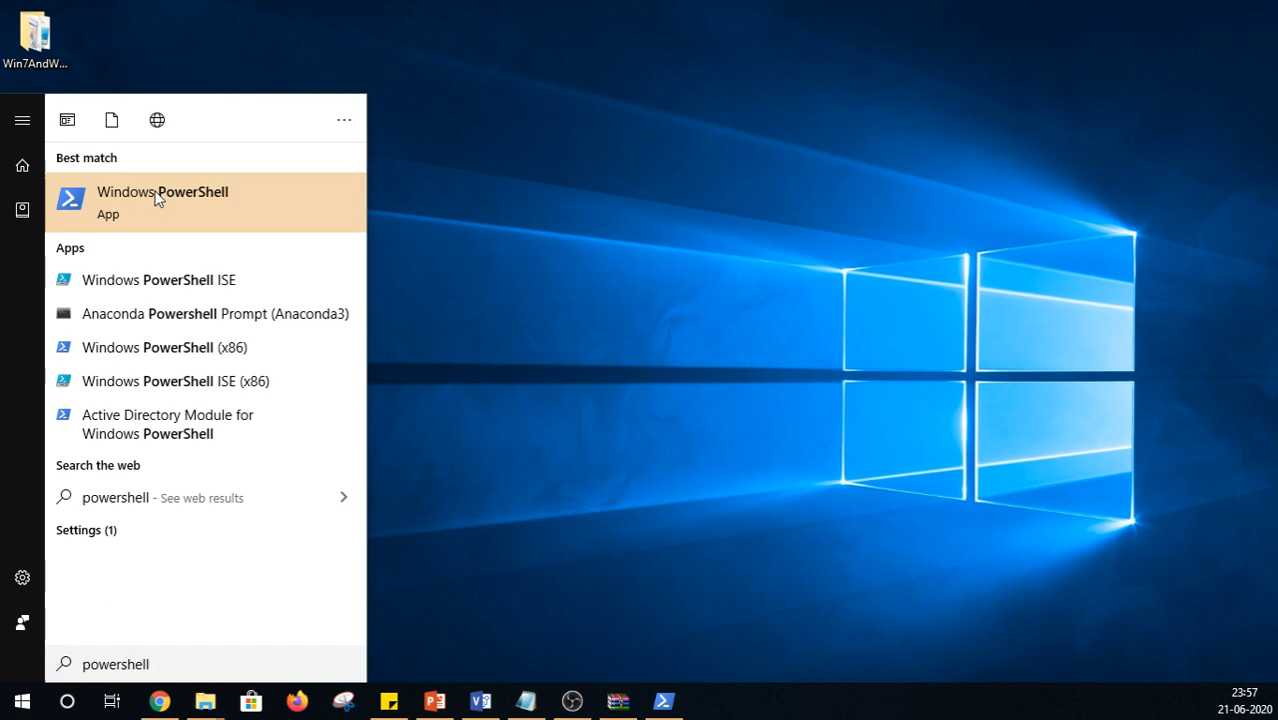 Win7AndW...
Best match
Windows PowerShell
App
Apps
Windows PowerShell ISE
Anaconda Powershell Prompt (Anaconda3)
Windows PowerShell (x86)
Windows PowerShell ISE (x86)
Active Directory Module for
Windows PowerShell
Search the web
powershell - See web results
Settings (1)
powershell
23:57
21-06-2020